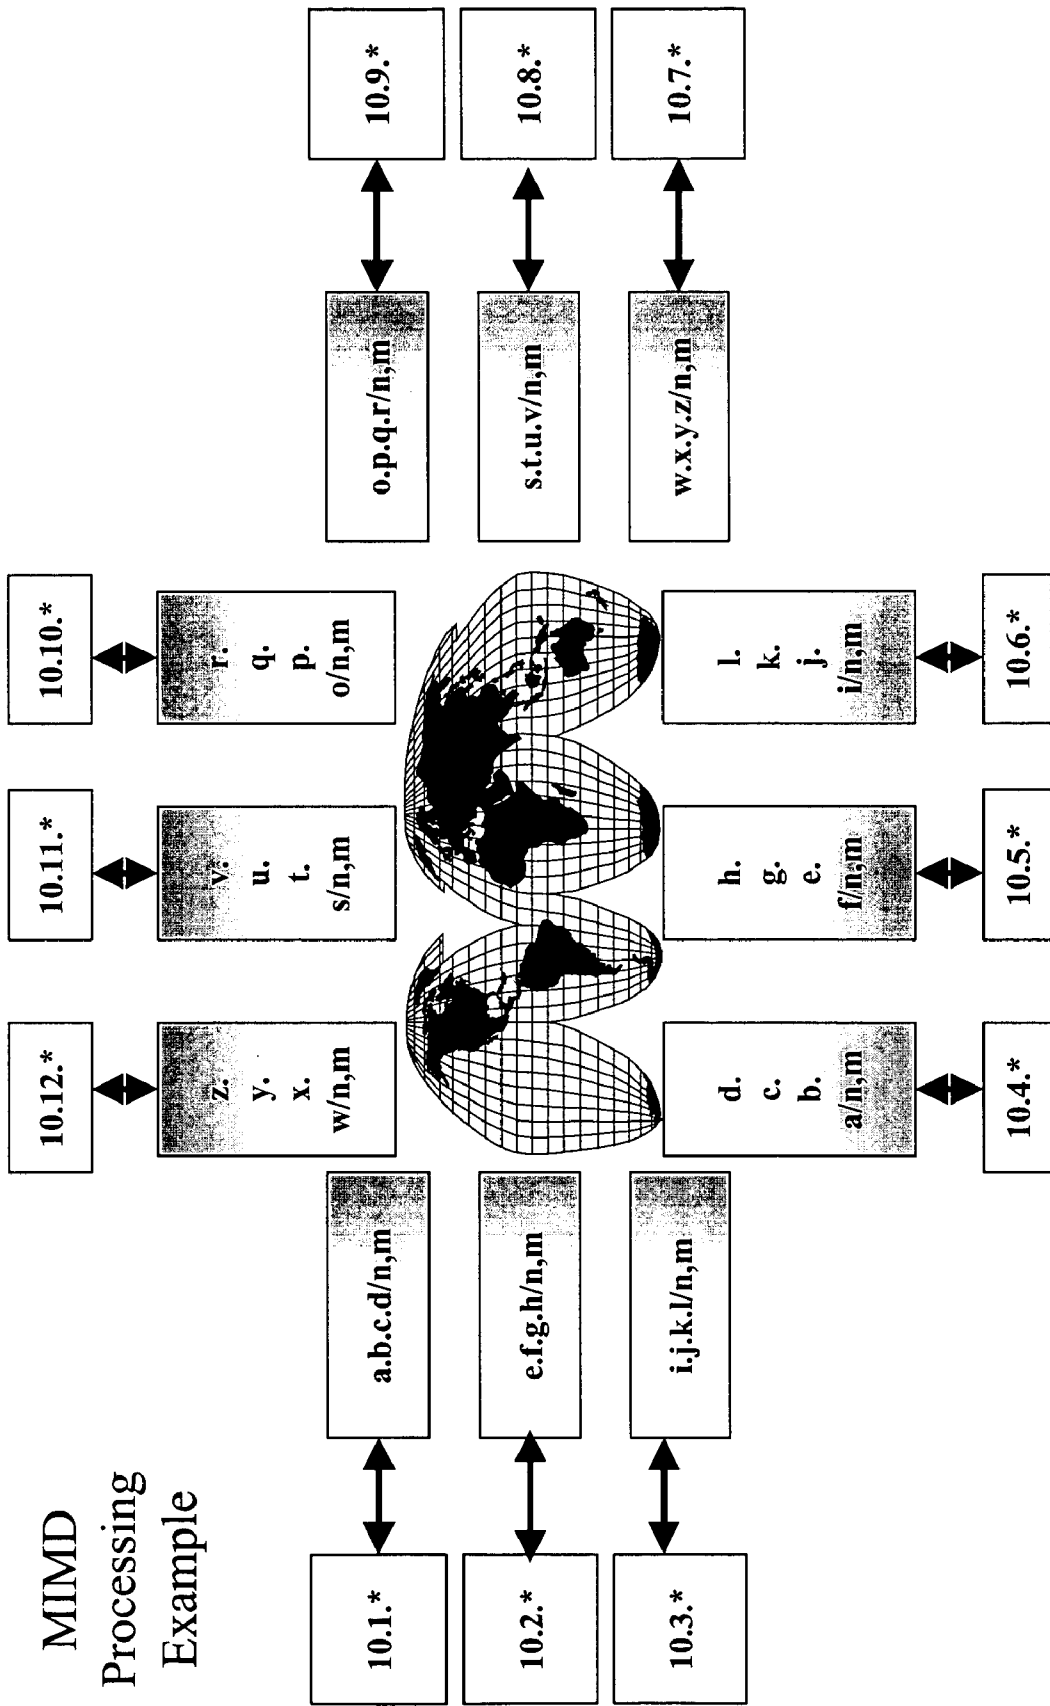 MIMD
Processing
Example
10.12.*
10.11.*
10.10.*
z.
y.
x.
w/n,m
v.
u.
t.
s/n,m
r.
q.
p.
o/n,m
10.1.*
a.b.c.d/n,m
o.p.q.r/n,m
10.9.*
10.2.*
e.f.g.h/n,m
s.t.u.v/n,m
10.8.*
10.3.*
i.j.k.l/n,m
w.x.y.z/n,m
10.7.*
d.
c.
b.
a/n,m
h.
g.
e.
f/n,m
l.
k.
j.
i/n,m
10.4.*
10.5.*
10.6.*